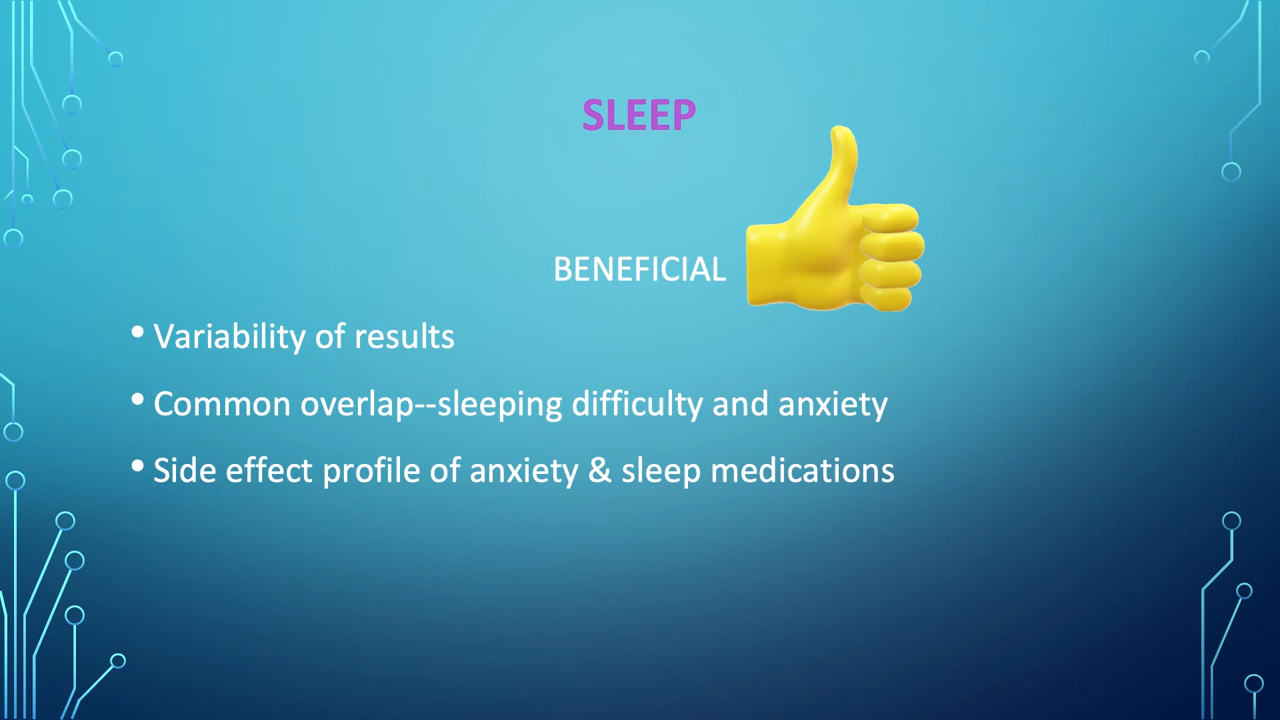 SLEEP
BENEFICIAL
• Variability of results
• Common overlap--sleeping difficulty and anxiety
• Side effect profile of anxiety & sleep medications